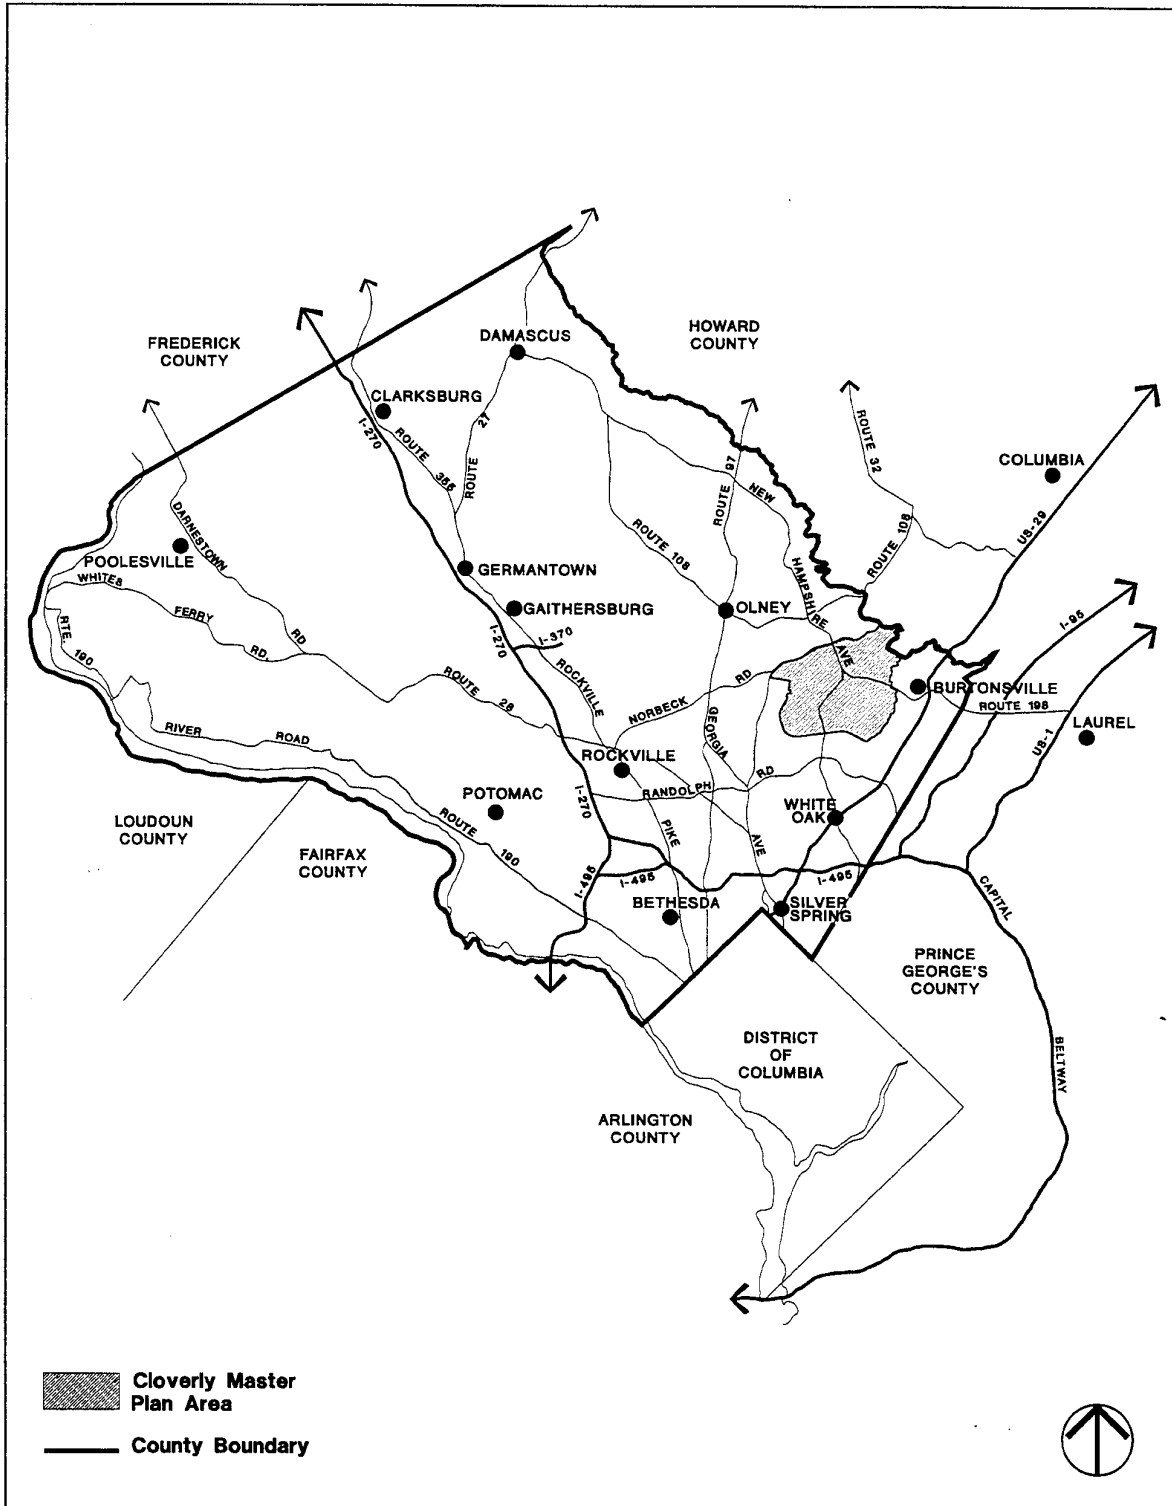 FREDERICK
COUNTY
DAMASCUS
HOWARD
COUNTY
CLARKSBURG
I-270
ROUTE 355
ROUTE 27
ROUTE 97
NEW
HAMPSHIRE
AVE
ROUTE 32
COLUMBIA
US-29
ROUTE 108
ROUTE 108
DARNESTOWN
RD
POOLESVILLE
WHITES
FERRY
RD.
RTE.
190
GERMANTOWN
GAITHERSBURG
I-270
I-370
OLNEY
I-95
ROUTE 28
ROCKVILLE
NORBECK
RD
GEORGIA
BURTONSVILLE
ROUTE 198
LAUREL
US-1
RIVER
ROAD
ROCKVILLE
RANDOLPH
RD
POTOMAC
I-270
WHITE
OAK
LOUDOUN
COUNTY
FAIRFAX
COUNTY
ROUTE
190
PIKE
AVE
I-495
I-495
I-495
BETHESDA
SILVER
SPRING
CAPITAL
BELTWAY
PRINCE
GEORGE'S
COUNTY
DISTRICT
OF
COLUMBIA
ARLINGTON
COUNTY
Cloverly Master
Plan Area
County Boundary